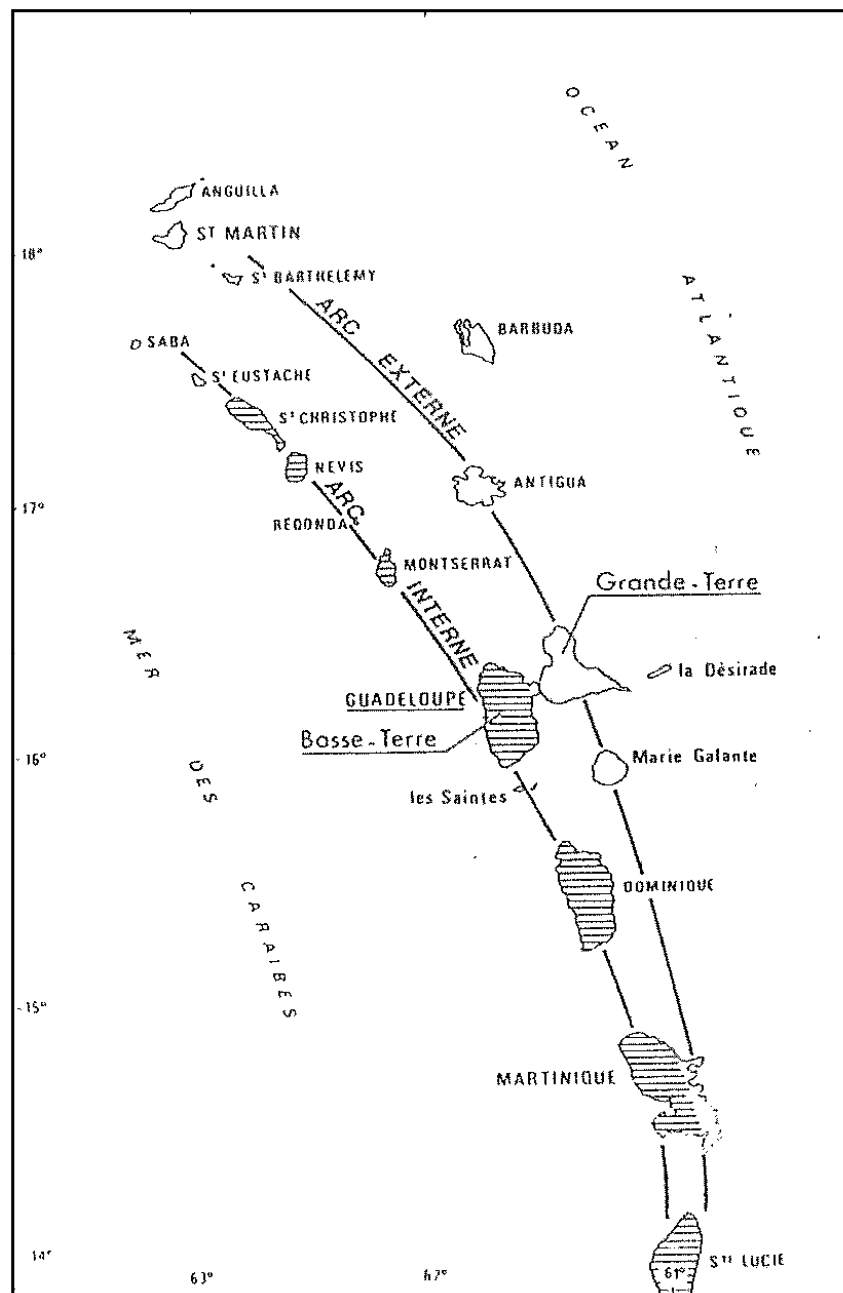 OCEAN
ATLANTIQUE
ANGUILLA
ST MARTIN
18°
ST BARTHELEMY
ARC EXTERNE
BARBUDA
SABA
ST EUSTACHE
ST CHRISTOPHE
NEVIS
ANTIGUA
17°
ARC INTERNE
REDONDA
MONTSERRAT
Grande-Terre
MER DES CARAIBES
la Désirade
GUADELOUPE
Basse-Terre
16°
Marie Galante
les Saintes
DOMINIQUE
15°
MARTINIQUE
14°
63°
67°
61°
STE LUCIE